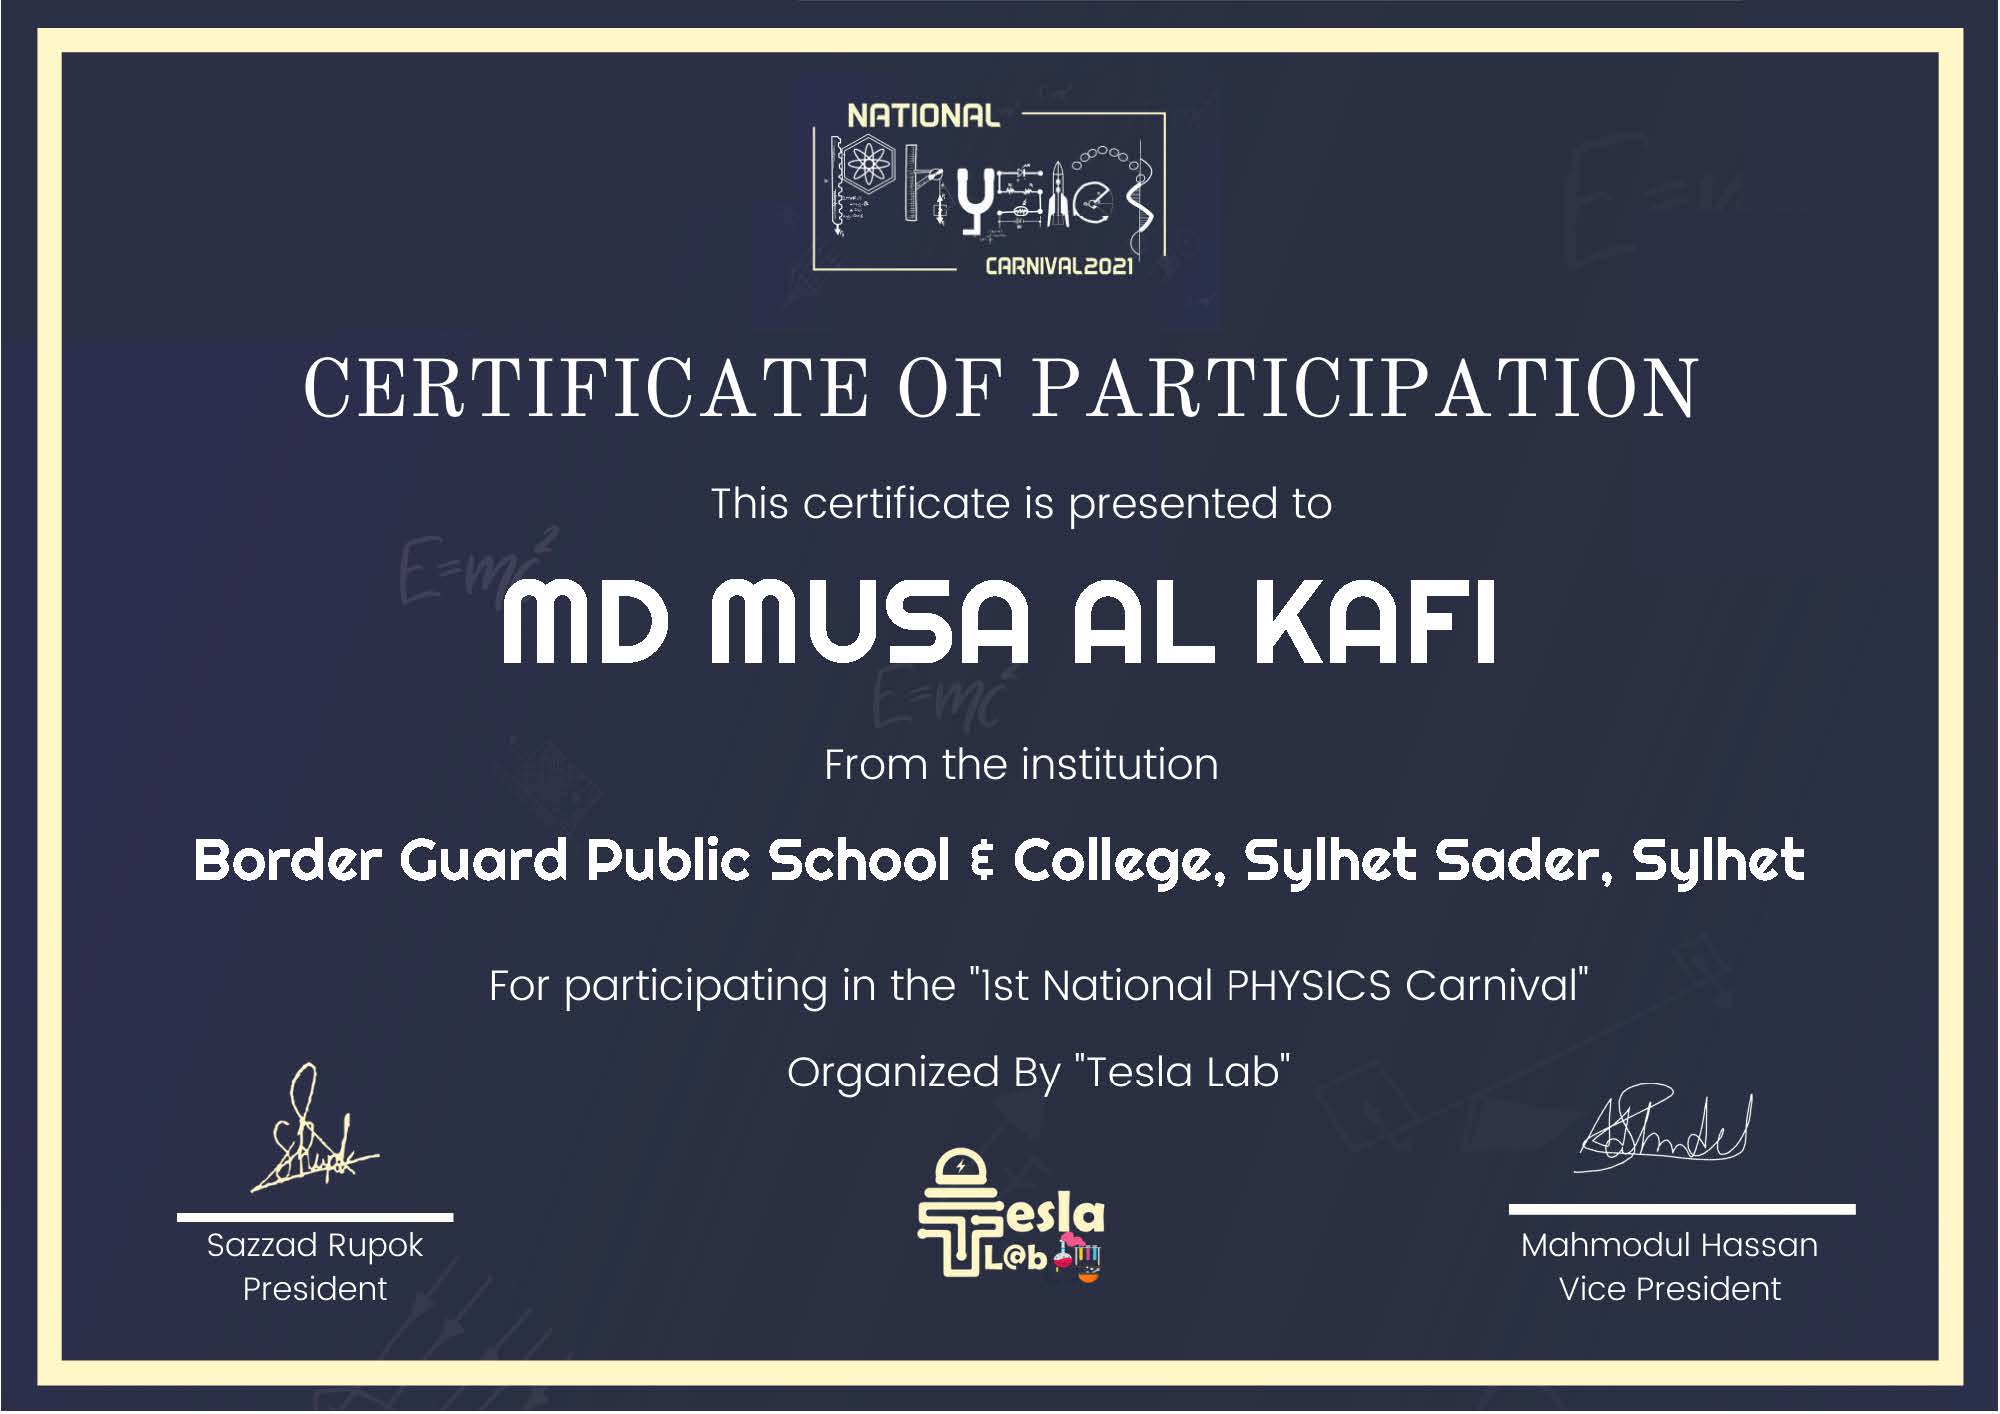 NATIONAL
PHYSICS
CARNIVAL2021
CERTIFICATE OF PARTICIPATION
This certificate is presented to
E=mc²
MD MUSA AL KAFI
E=mc²
From the institution
Border Guard Public School & College, Sylhet Sader, Sylhet
For participating in the "1st National PHYSICS Carnival"
Organized By "Tesla Lab"
Tesla
L@b
Sazzad Rupok
President
Mahmodul Hassan
Vice President